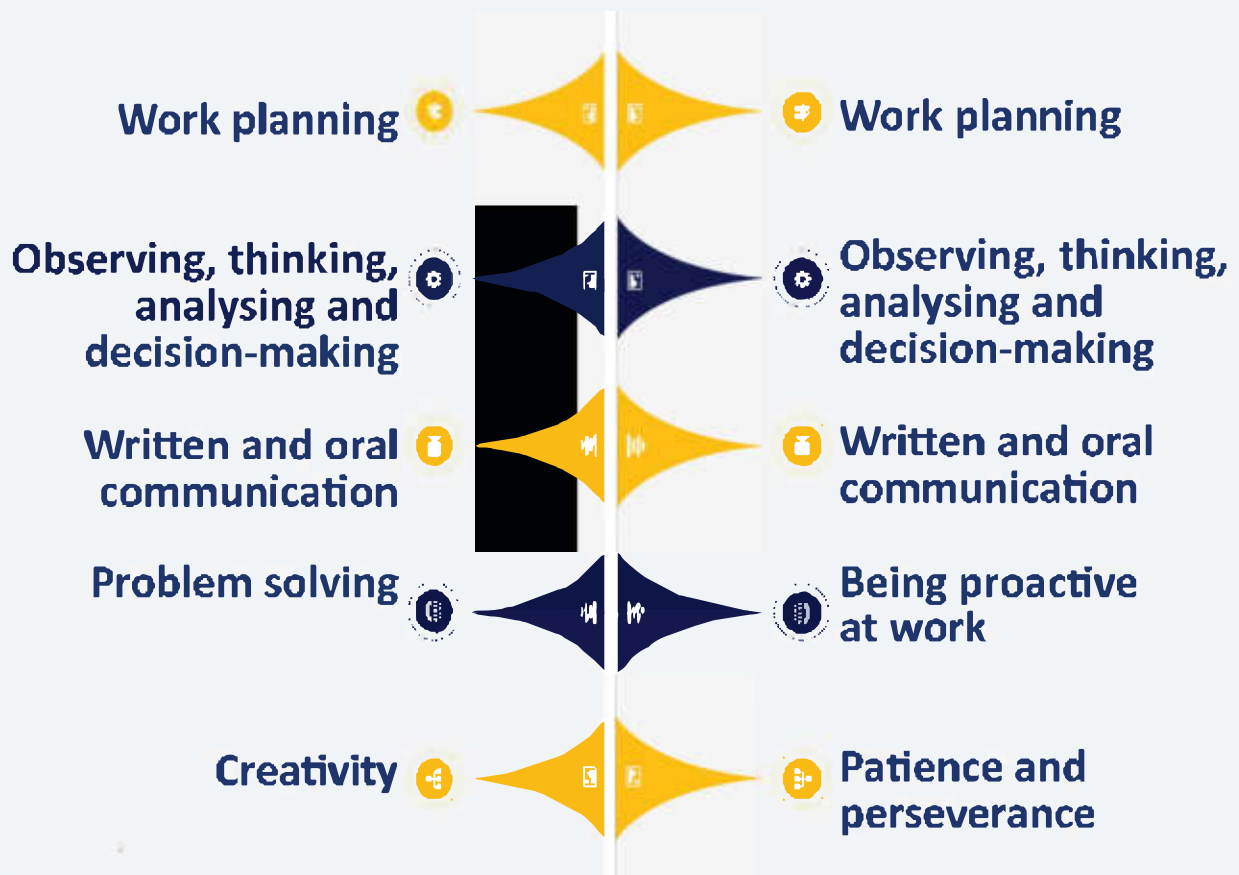 Work planning
Observing, thinking,
analysing and
decision-making
Written and oral
communication
Problem solving
Creativity
Work planning
Observing, thinking,
analysing and
decision-making
Written and oral
communication
Being proactive
at work
Patience and
perseverance